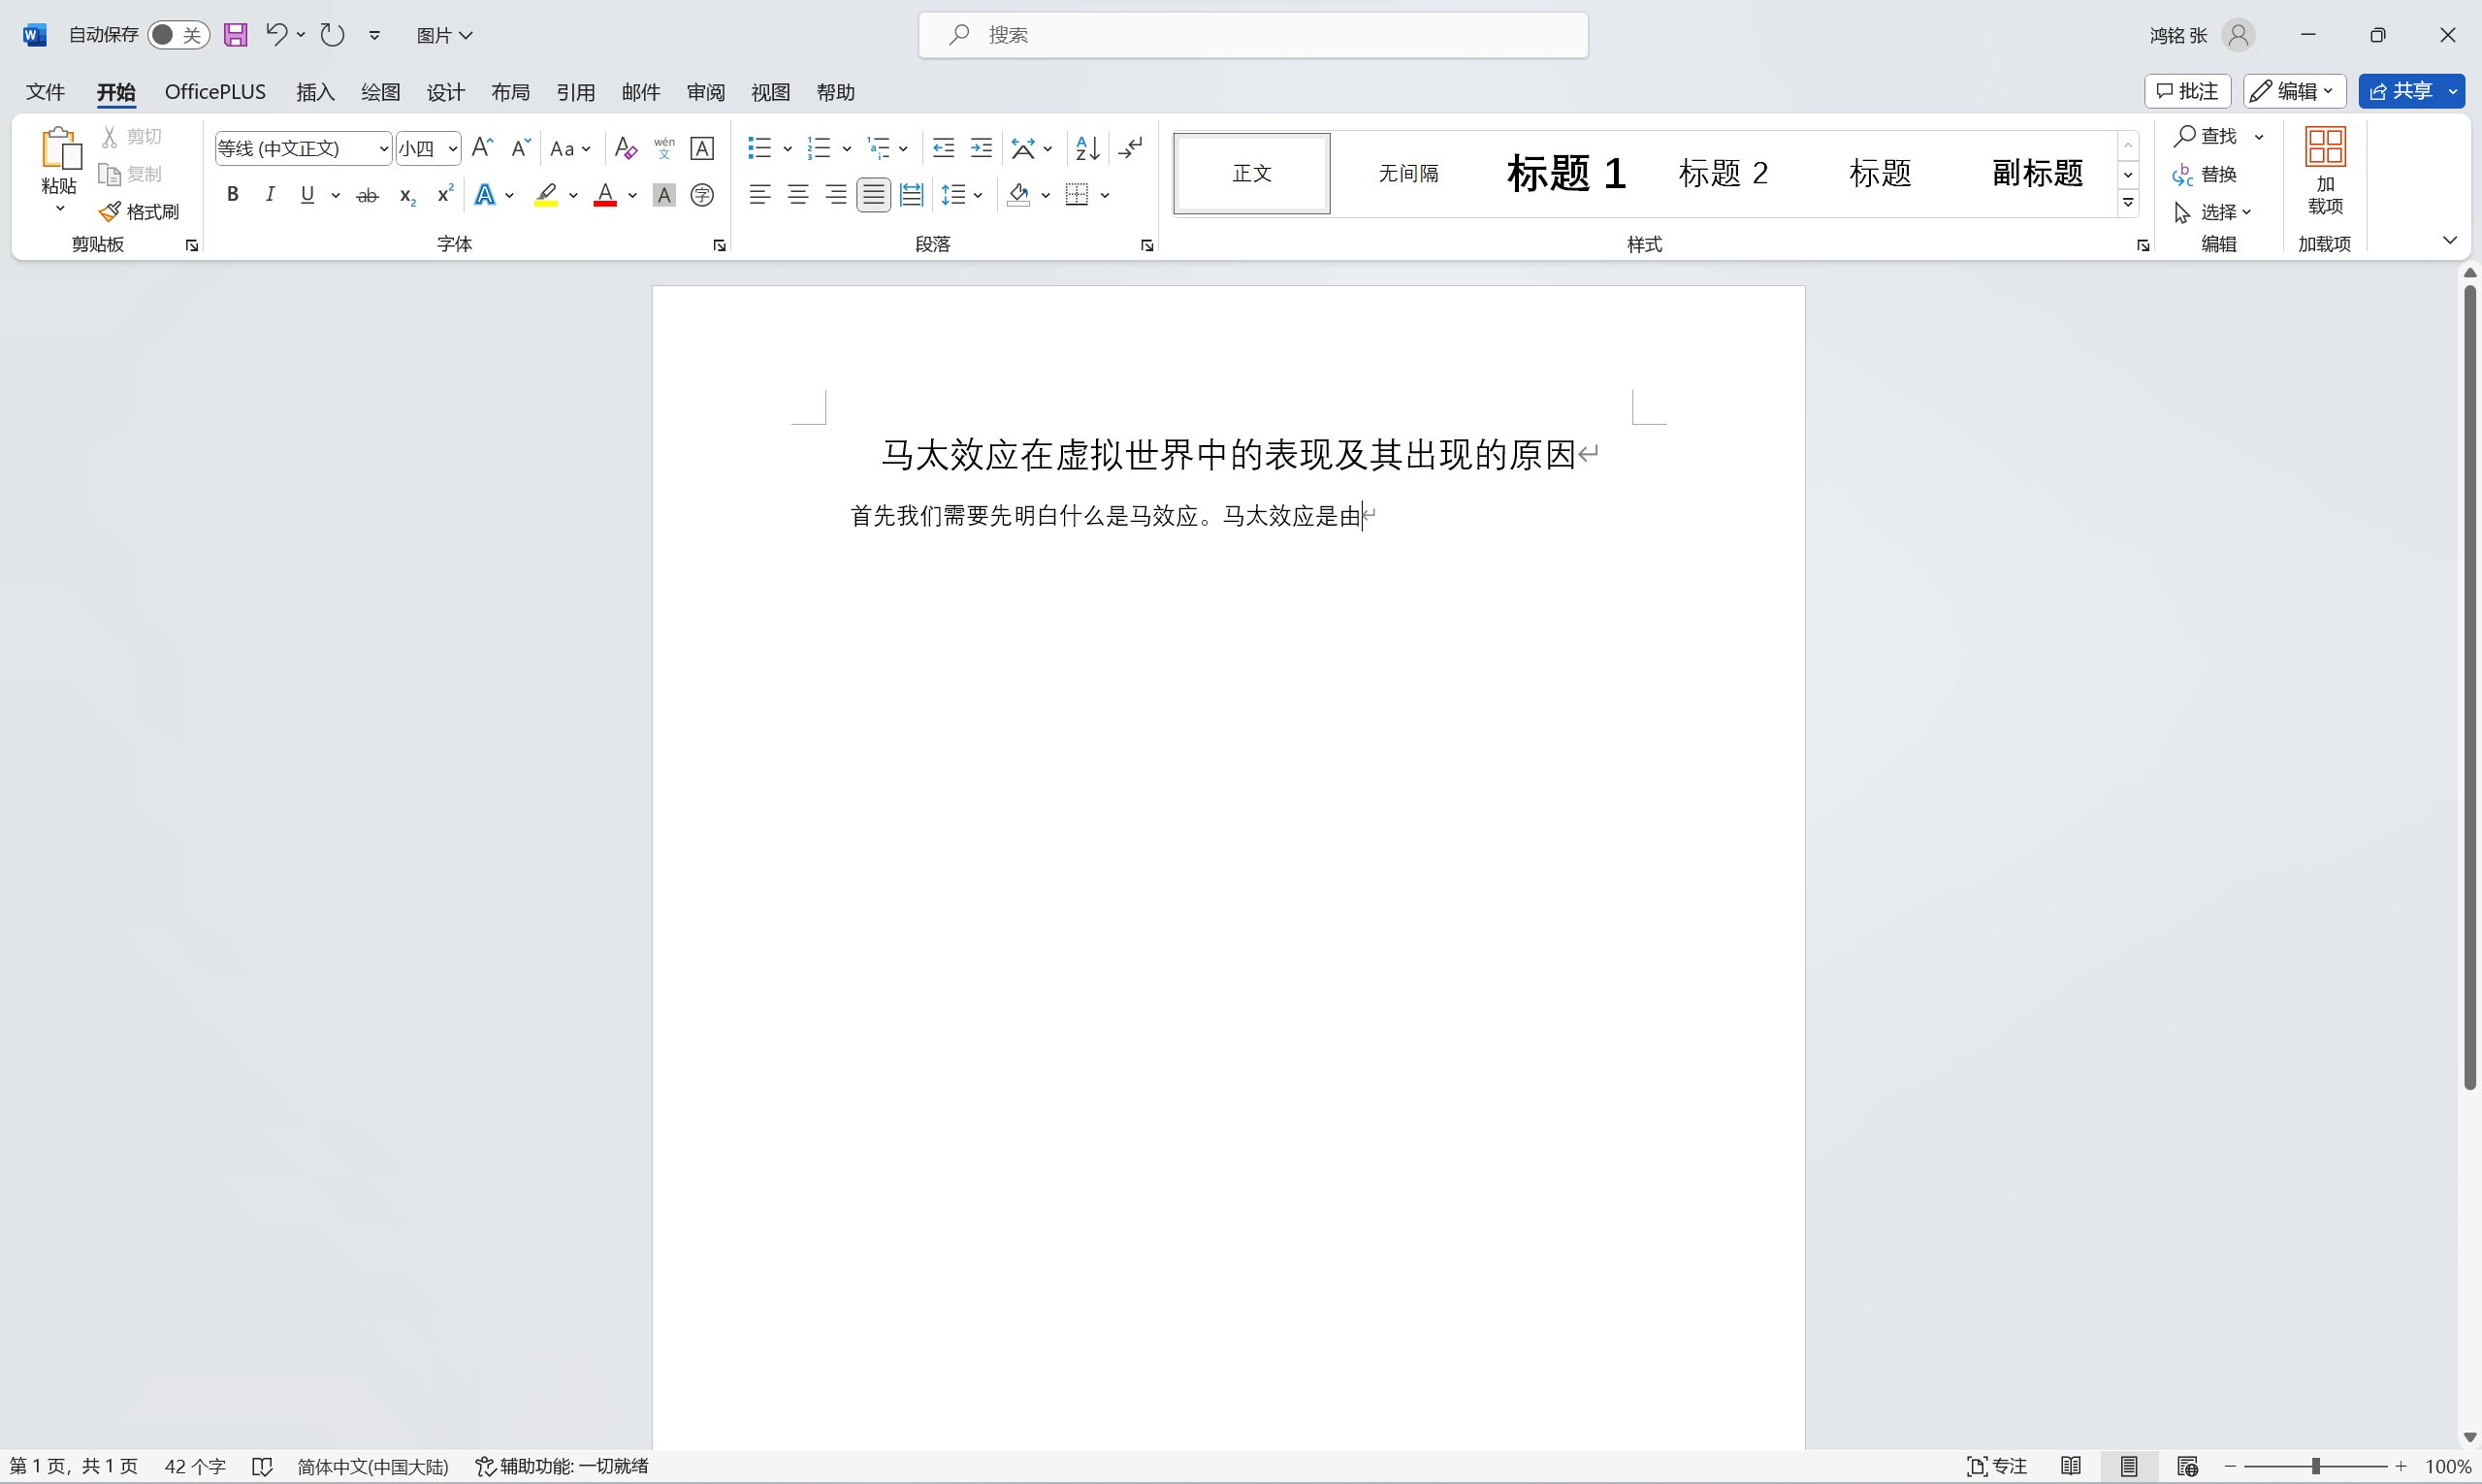 自动保存 关 图片 搜索 鸿铭 张
文件 开始 OfficePLUS 插入 绘图 设计 布局 引用 邮件 审阅 视图 帮助 批注 编辑 共享
粘贴 剪切 复制 格式刷
剪贴板
等线 (中文正文) 小四 Aa wén 文 A
B I U ab x₂ x² A A A 字
字体
段落
正文 无间隔 标题 1 标题 2 标题 副标题
样式
查找
替换
选择
编辑
加
载项
加载项
马太效应在虚拟世界中的表现及其出现的原因
首先我们需要先明白什么是马效应。马太效应是由
第 1 页，共 1 页 42 个字 简体中文(中国大陆) 辅助功能: 一切就绪 专注 100%